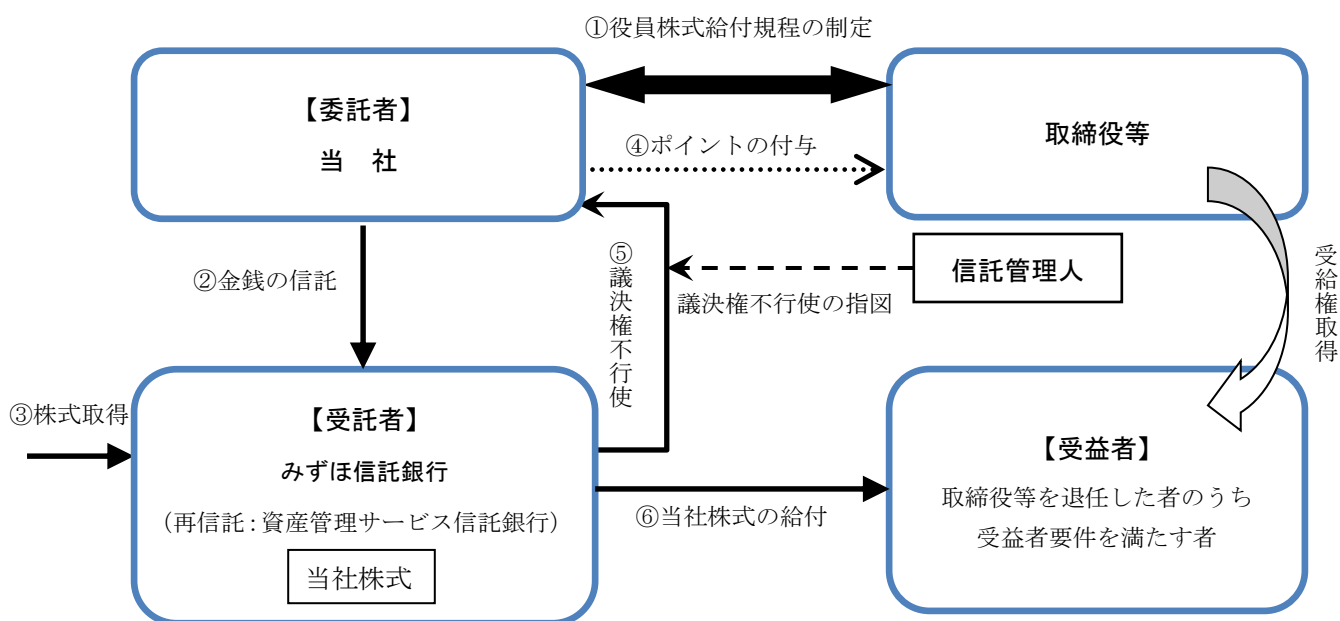 ①役員株式給付規程の制定
【委託者】
当　社
取締役等
④ポイントの付与
②金銭の信託
⑤議決権不行使
信託管理人
議決権不行使の指図
受給権取得
③株式取得
【受託者】
みずほ信託銀行
（再信託：資産管理サービス信託銀行）
当社株式
⑥当社株式の給付
【受益者】
取締役等を退任した者のうち
受益者要件を満たす者